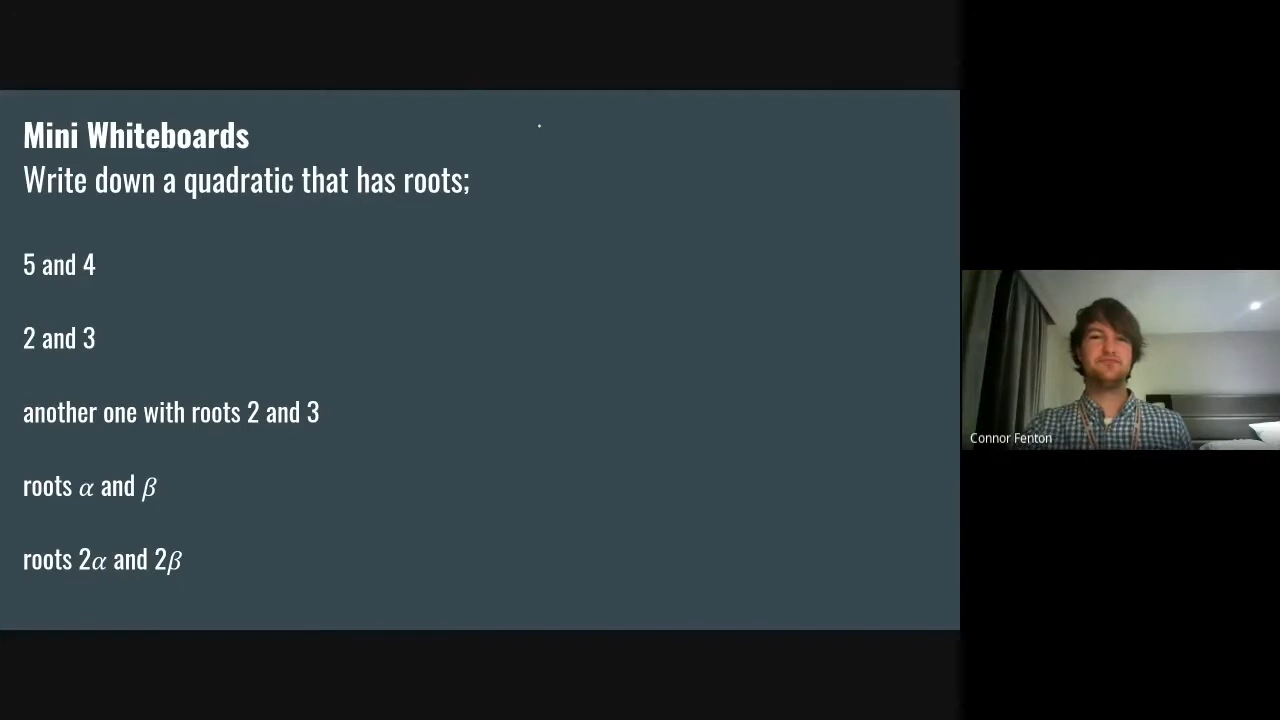 Mini Whiteboards
Write down a quadratic that has roots;
5 and 4
2 and 3
another one with roots 2 and 3
roots α and β
roots 2α and 2β
Connor Fenton